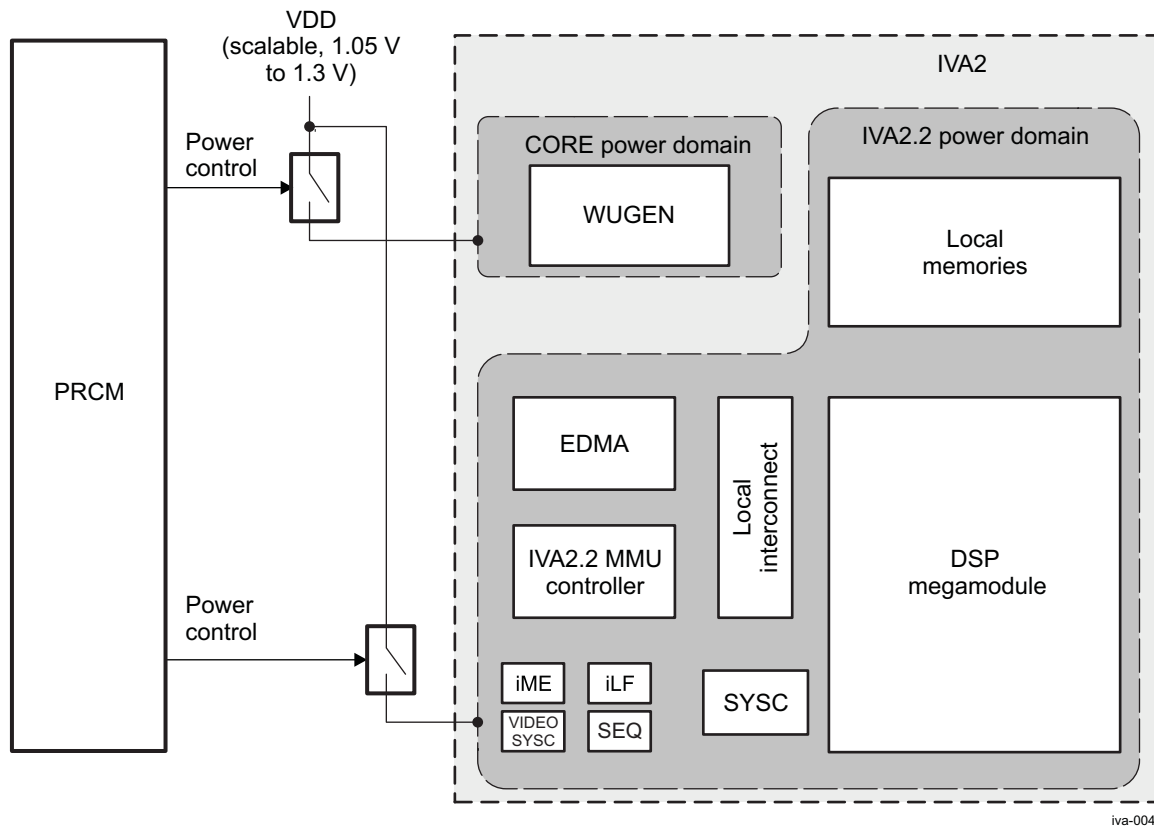 VDD
(scalable, 1.05 V
to 1.3 V)
IVA2
Power
control
CORE power domain
IVA2.2 power domain
WUGEN
Local
memories
PRCM
EDMA
Local
interconnect
IVA2.2 MMU
controller
DSP
megamodule
Power
control
iME
iLF
SYSC
VIDEO
SYSC
SEQ
iva-004